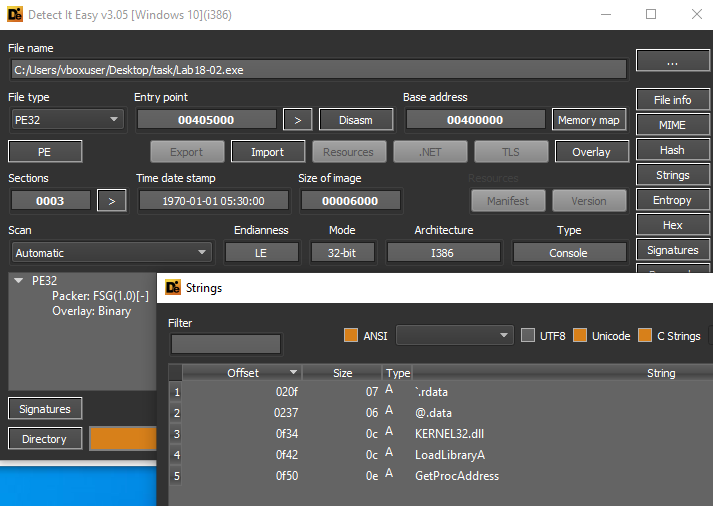 Detect It Easy v3.05 [Windows 10](i386)
File name
C:/Users/vboxuser/Desktop/task/Lab18-02.exe
...
File type Entry point Base address
PE32 00405000 > Disasm 00400000 Memory map
File info
MIME
PE Export Import Resources .NET TLS Overlay
Hash
Sections Time date stamp Size of image Resources
Strings
0003 > 1970-01-01 05:30:00 00006000 Manifest Version
Entropy
Hex
Scan Endianness Mode Architecture Type
Automatic LE 32-bit I386 Console
Signatures
PE32
Packer: FSG(1.0)[-]
Overlay: Binary
Signatures
Directory
Strings
Filter
ANSI UTF8 Unicode C Strings
Offset Size Type String
1 020f 07 A `.rdata
2 0237 06 A @.data
3 0f34 0c A KERNEL32.dll
4 0f42 0c A LoadLibraryA
5 0f50 0e A GetProcAddress